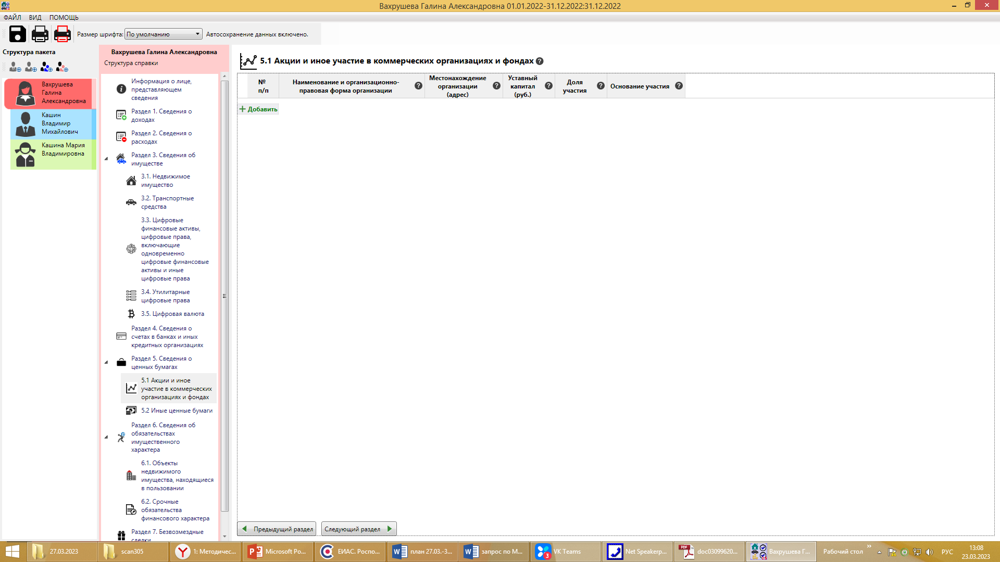 Вахрушева Галина Александровна 01.01.2022-31.12.2022:31.12.2022
ФАЙЛ ВИД ПОМОЩЬ
Размер шрифта: По умолчанию Автосохранение данных включено.
Структура пакета
Вахрушева
Галина
Александровна
Кашин
Владимир
Михайлович
Кашина Мария
Владимировна
Вахрушева Галина Александровна
Структура справки
Информация о лице,
представляющем
сведения
Раздел 1. Сведения о
доходах
Раздел 2. Сведения о
расходах
Раздел 3. Сведения об
имуществе
3.1. Недвижимое
имущество
3.2. Транспортные
средства
3.3. Цифровые
финансовые активы,
цифровые права,
включающие
одновременно
цифровые финансовые
активы и иные
цифровые права
3.4. Утилитарные
цифровые права
3.5. Цифровая валюта
Раздел 4. Сведения о
счетах в банках и иных
кредитных организациях
Раздел 5. Сведения о
ценных бумагах
5.1 Акции и иное
участие в коммерческих
организациях и фондах
5.2 Иные ценные бумаги
Раздел 6. Сведения об
обязательствах
имущественного
характера
6.1. Объекты
недвижимого
имущества, находящиеся
в пользовании
6.2. Срочные
обязательства
финансового характера
Раздел 7. Безвозмездные
сделки
5.1 Акции и иное участие в коммерческих организациях и фондах
№
п/п
Наименование и организационно-
правовая форма организации
Местонахождение
организации
(адрес)
Уставный
капитал
(руб.)
Доля
участия
Основание участия
Добавить
Предыдущий раздел
Следующий раздел
27.03.2023
scan305
1: Методичес...
Microsoft Po...
ЕИАС. Роспо...
план 27.03.-3...
запрос по М...
3
VK Teams
Net Speakerp...
PDF
doc03099620...
Вахрушева Г...
Рабочий стол
РУС
13:08
23.03.2023